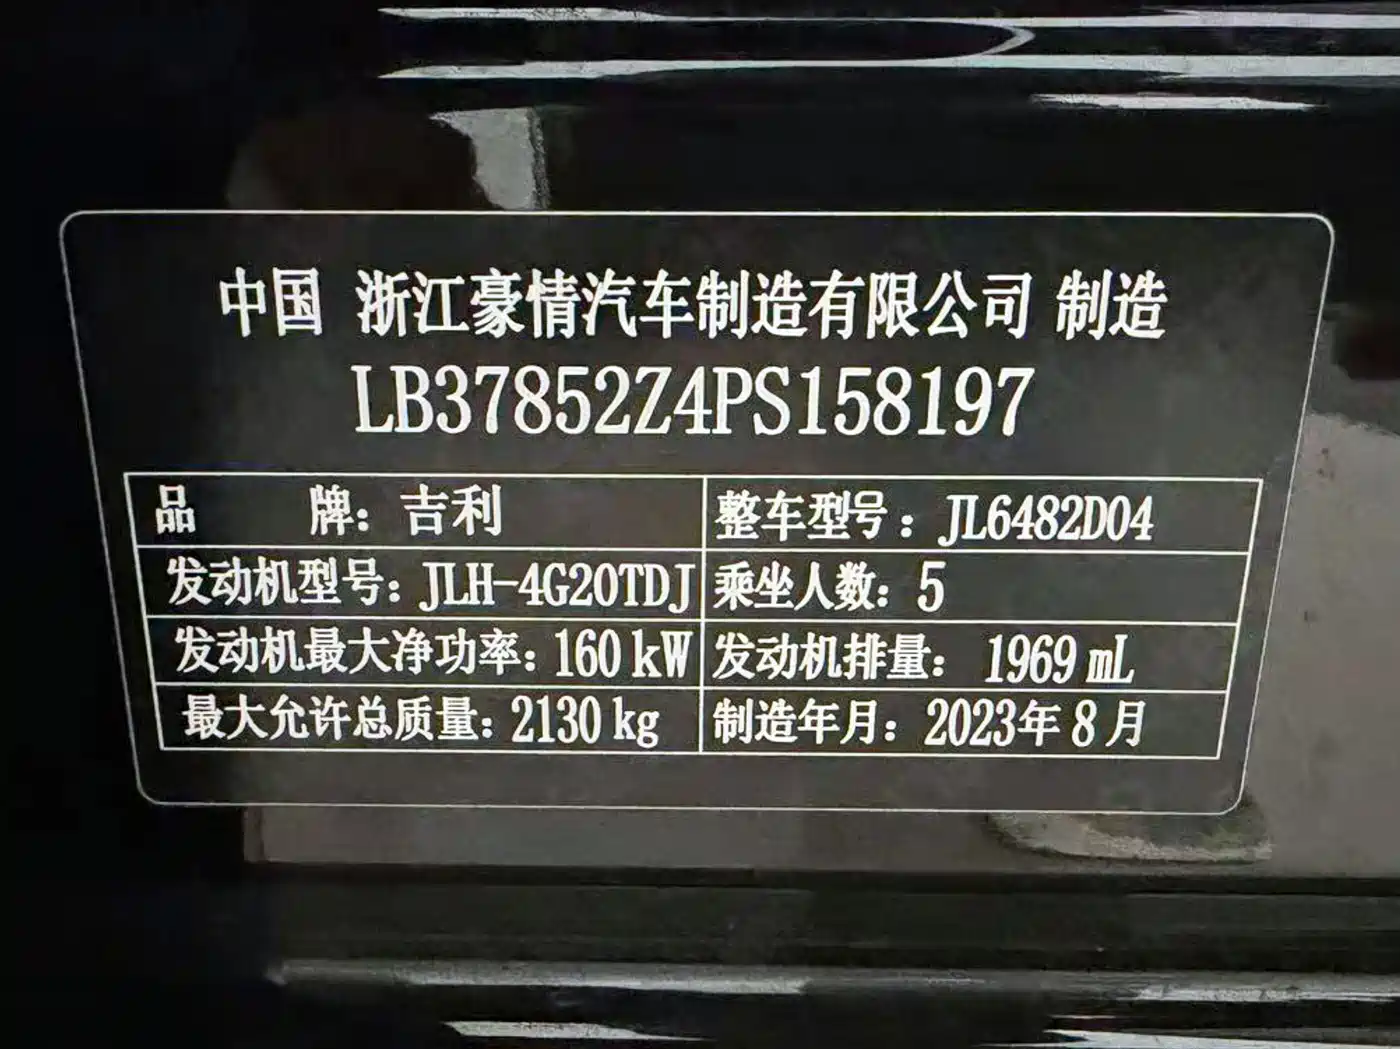 中国 浙江豪情汽车制造有限公司 制造
LB37852Z4PS158197
品 牌：吉利 整车型号：JL6482D04
发动机型号：JLH-4G20TDJ 乘坐人数：5
发动机最大净功率：160 kW 发动机排量：1969 mL
最大允许总质量：2130 kg 制造年月：2023年 8 月